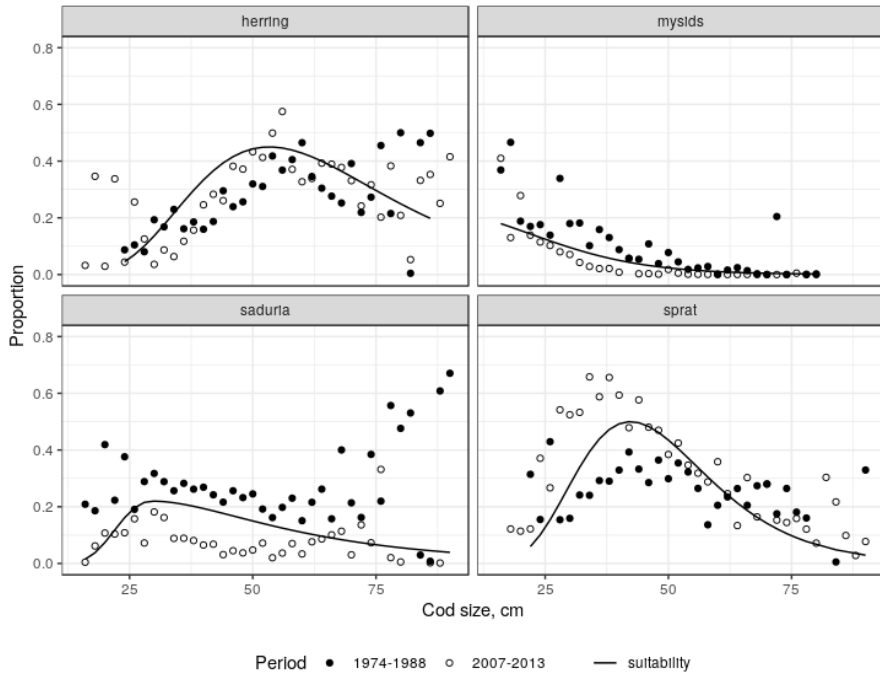 herring mysids
0.8
0.6
0.4
0.2
0.0
saduria sprat
0.8
0.6
0.4
0.2
0.0
25 50 75 25 50 75
Proportion
Cod size, cm
Period 1974-1988 2007-2013 suitability